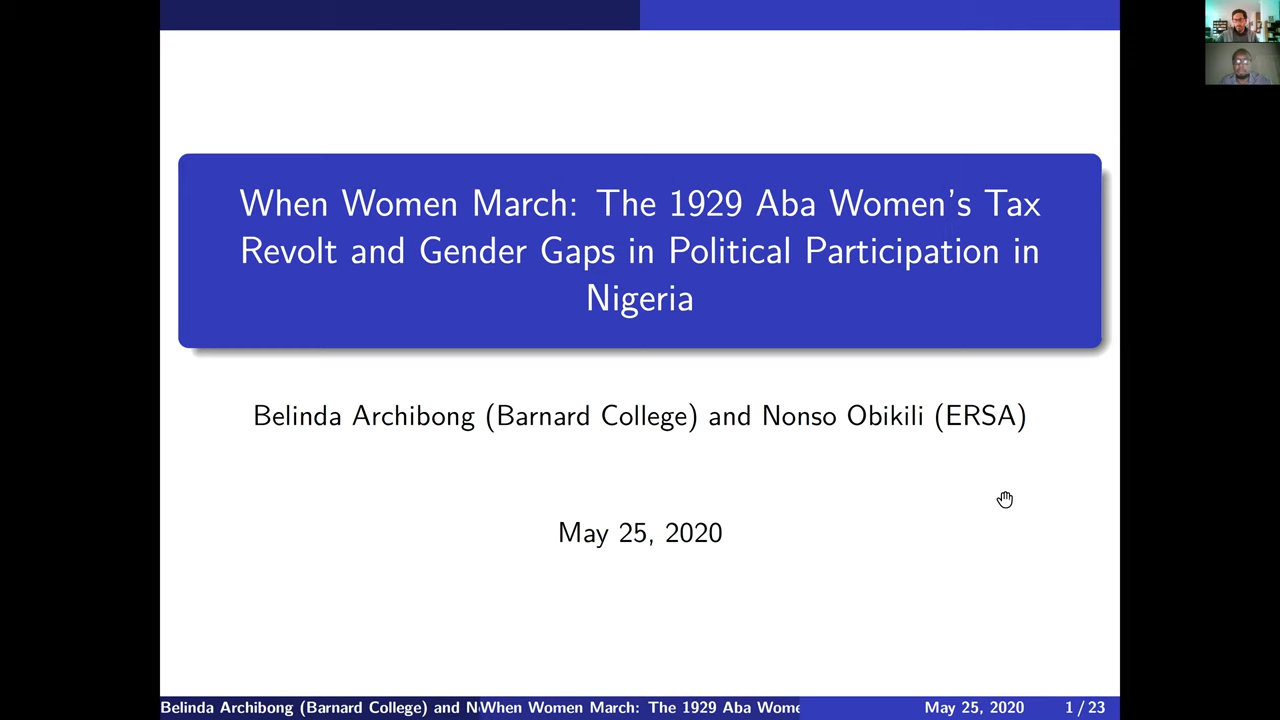 When Women March: The 1929 Aba Women's Tax
Revolt and Gender Gaps in Political Participation in
Nigeria
Belinda Archibong (Barnard College) and Nonso Obikili (ERSA)
May 25, 2020
Belinda Archibong (Barnard College) and N
When Women March: The 1929 Aba Wome
May 25, 2020
1 / 23